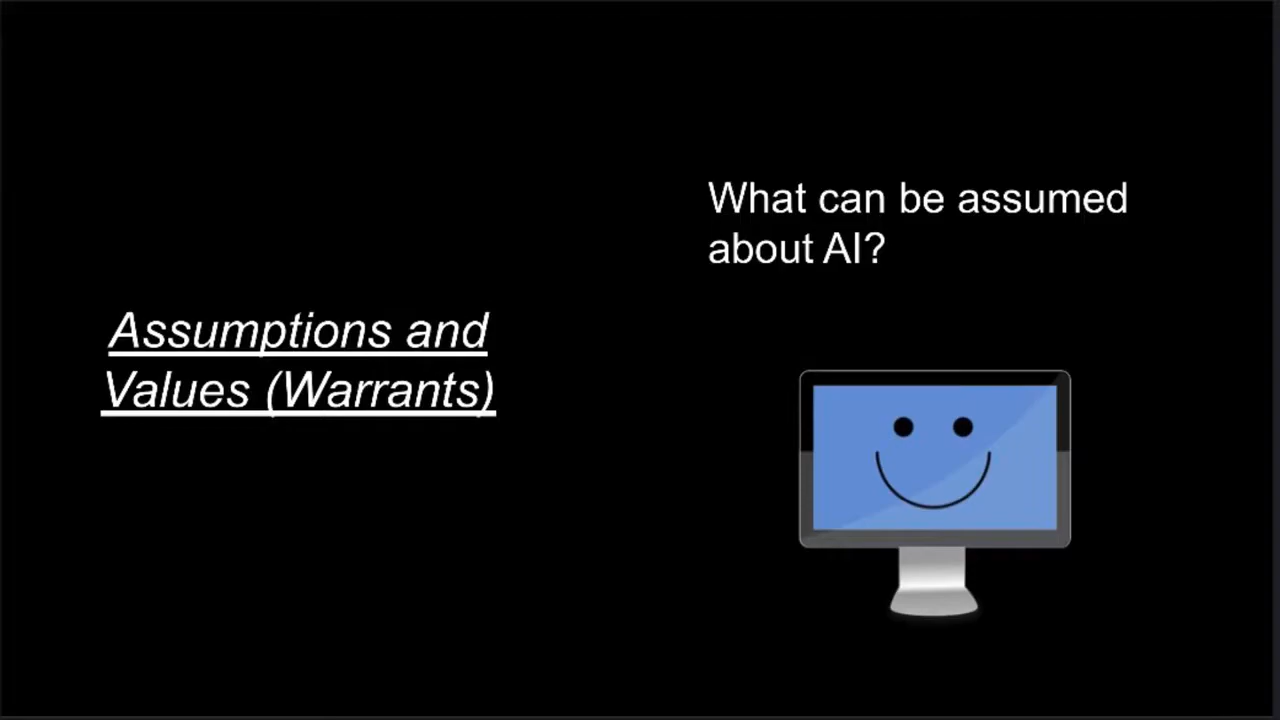 Assumptions and
Values (Warrants)
What can be assumed
about AI?